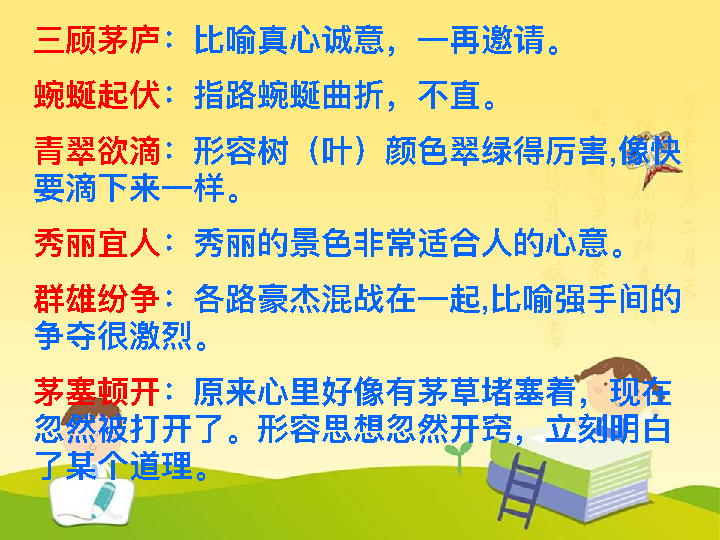 三顾茅庐：比喻真心诚意，一再邀请。
蜿蜒起伏：指路蜿蜒曲折，不直。
青翠欲滴：形容树（叶）颜色翠绿得厉害,像快
要滴下来一样。
秀丽宜人：秀丽的景色非常适合人的心意。
群雄纷争：各路豪杰混战在一起,比喻强手间的
争夺很激烈。
茅塞顿开：原来心里好像有茅草堵塞着，现在
忽然被打开了。形容思想忽然开窍，立刻明白
了某个道理。